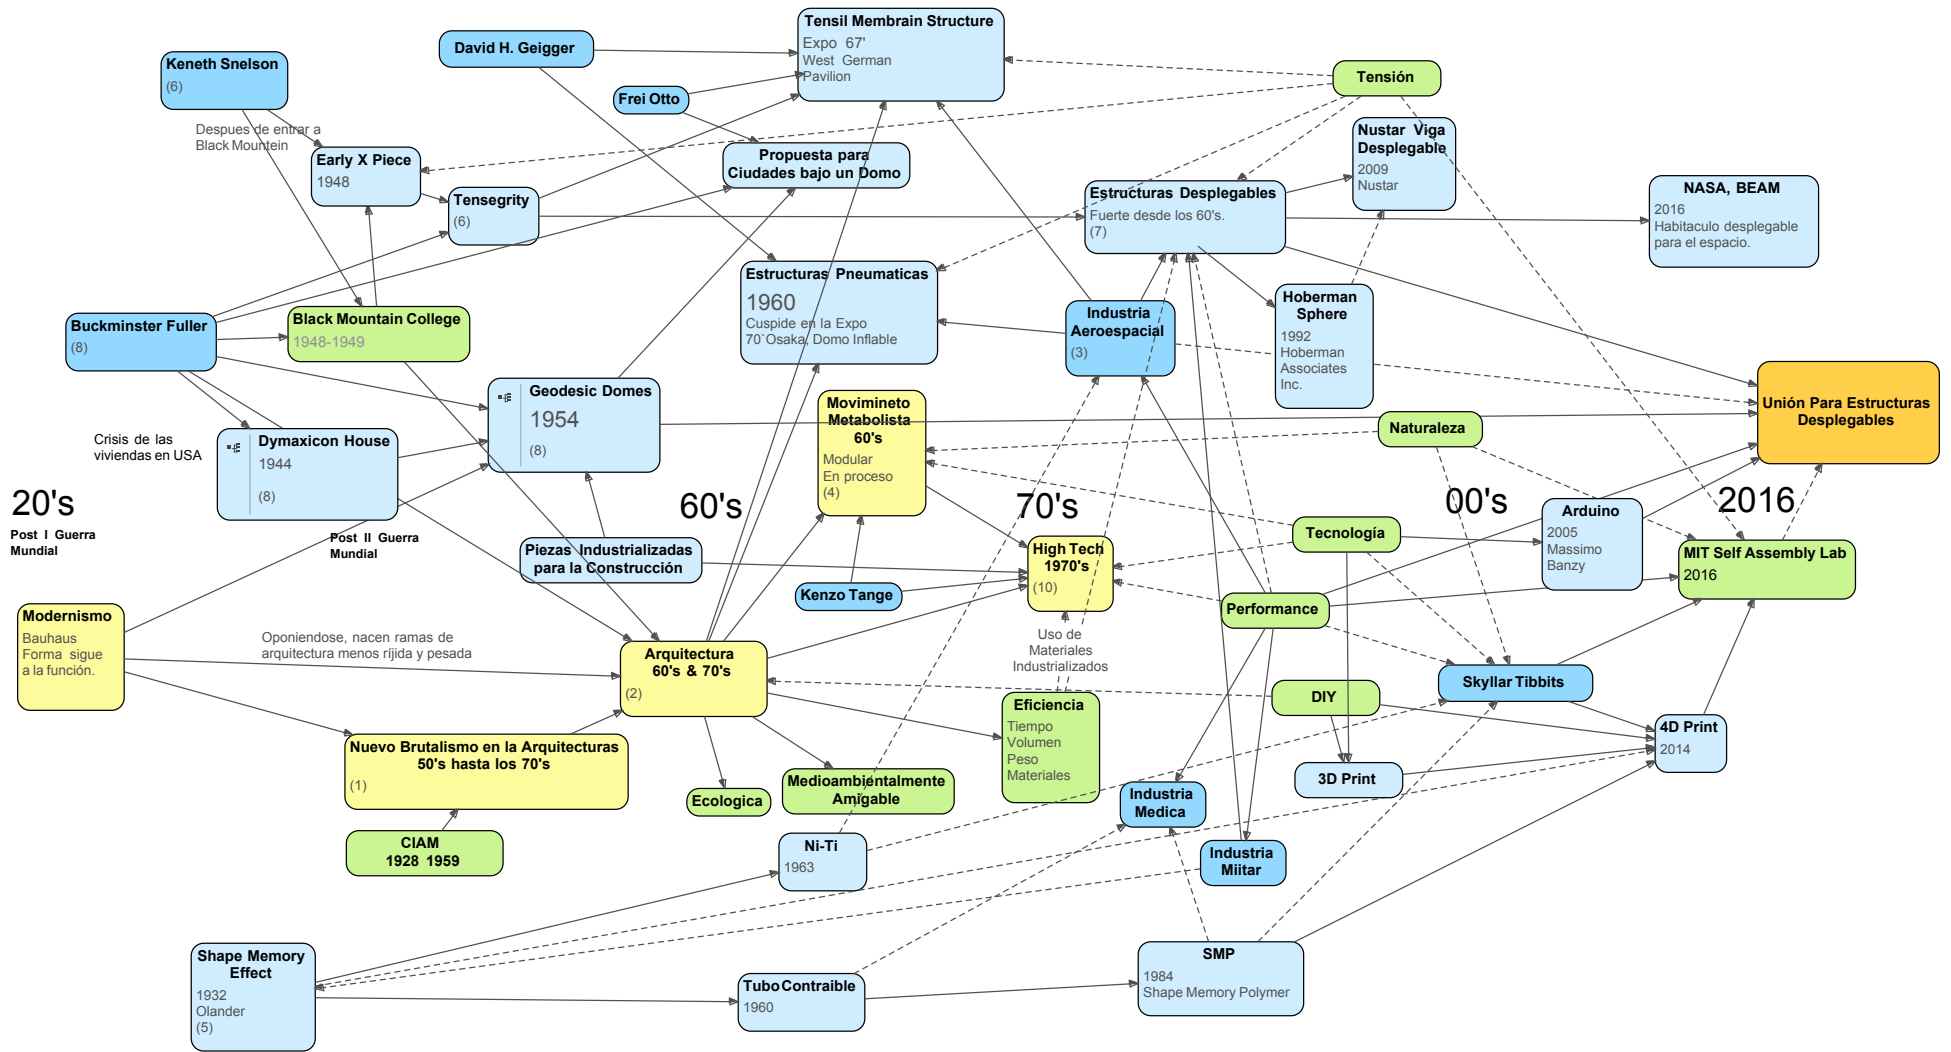 Tensil Membrain Structure
Expo 67'
West German
Pavilion
David H. Geigger
Keneth Snelson
(6)
Frei Otto
Tensión
Despues de entrar a
Black Mountein
Early X Piece
1948
Propuesta para
Ciudades bajo un Domo
Nustar Viga
Desplegable
2009
Nustar
Tensegrity
(6)
Estructuras Desplegables
Fuerte desde los 60's.
(7)
NASA, BEAM
2016
Habitaculo desplegable
para el espacio.
Estructuras Pneumaticas
1960
Cuspide en la Expo
70`Osaka, Domo Inflable
Buckminster Fuller
(8)
Black Mountain College
1948-1949
Industria
Aeroespacial
(3)
Hoberman
Sphere
1992
Hoberman
Associates
Inc.
Geodesic Domes
1954
(8)
Movimineto
Metabolista
60's
Modular
En proceso
(4)
Unión Para Estructuras
Desplegables
Naturaleza
Crisis de las
viviendas en USA
Dymaxicon House
1944
(8)
20's
Post I Guerra
Mundial
Post II Guerra
Mundial
60's
70's
00's
2016
Arduino
2005
Massimo
Banzy
Tecnología
Piezas Industrializadas
para la Construcción
High Tech
1970's
(10)
MIT Self Assembly Lab
2016
Kenzo Tange
Performance
Modernismo
Bauhaus
Forma sigue
a la función.
Oponiendose, nacen ramas de
arquitectura menos ríjida y pesada
Arquitectura
60's & 70's
(2)
Uso de
Materiales
Industrializados
Skyllar Tibbits
DIY
Eficiencia
Tiempo
Volumen
Peso
Materiales
4D Print
2014
Nuevo Brutalismo en la Arquitecturas
50's hasta los 70's
(1)
3D Print
Ecologica
Medioambientalmente
Amigable
Industria
Medica
CIAM
1928 1959
Ni-Ti
1963
Industria
Miitar
Shape Memory
Effect
1932
Olander
(5)
Tubo Contraible
1960
SMP
1984
Shape Memory Polymer